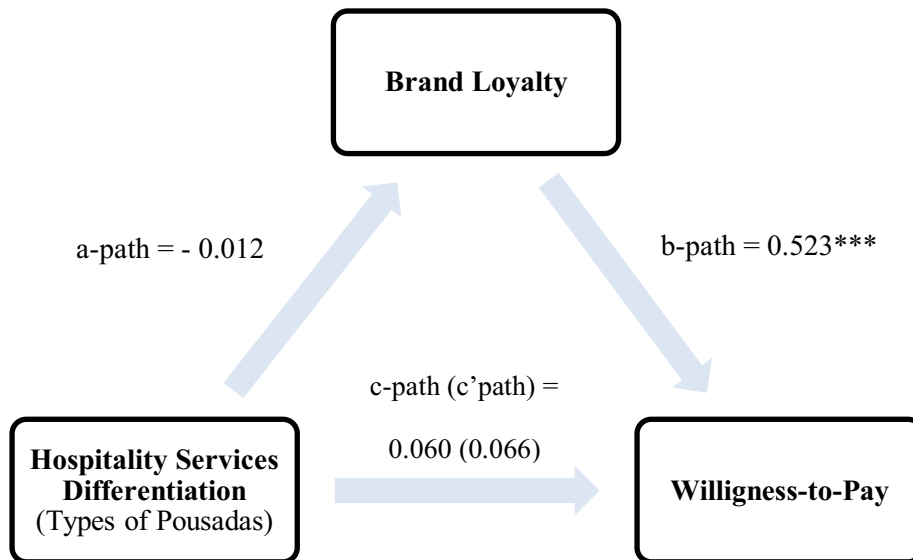 Brand Loyalty
a-path = - 0.012
b-path = 0.523***
c-path (c’path) =
0.060 (0.066)
Hospitality Services
Differentiation
(Types of Pousadas)
Willigness-to-Pay